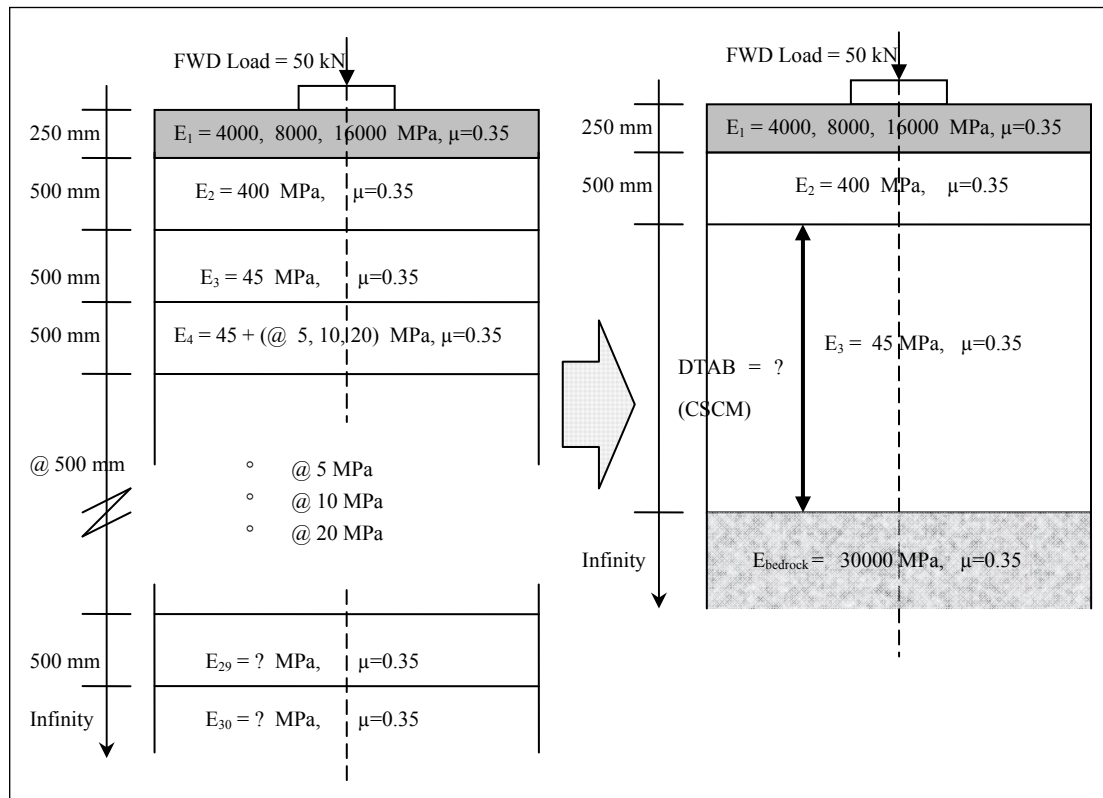 FWD Load = 50 kN
250 mm
E₁ = 4000, 8000, 16000 MPa, µ=0.35
500 mm
E₂ = 400 MPa, µ=0.35
500 mm
E₃ = 45 MPa, µ=0.35
500 mm
E₄ = 45 + (@ 5, 10, 20) MPa, µ=0.35
@ 500 mm
° @ 5 MPa
° @ 10 MPa
° @ 20 MPa
500 mm
E₂₉ = ? MPa, µ=0.35
Infinity
E₃₀ = ? MPa, µ=0.35
FWD Load = 50 kN
250 mm
E₁ = 4000, 8000, 16000 MPa, µ=0.35
500 mm
E₂ = 400 MPa, µ=0.35
E₃ = 45 MPa, µ=0.35
DTAB = ?
(CSCM)
Infinity
E_bedrock = 30000 MPa, µ=0.35